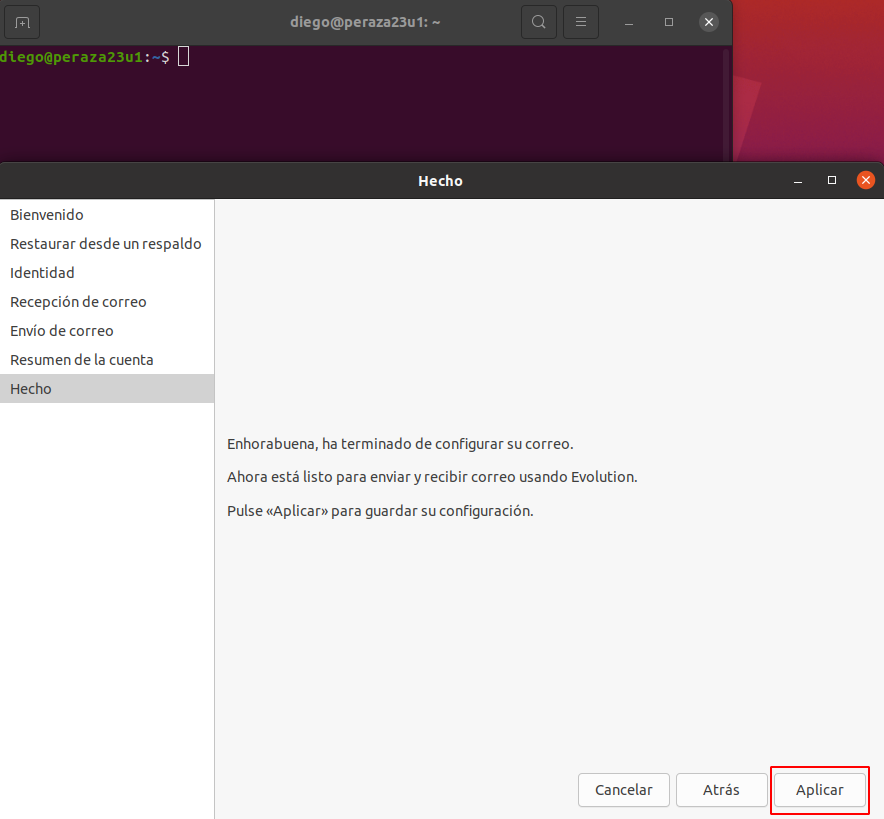 diego@peraza23u1: ~
diego@peraza23u1:~$
Hecho
Bienvenido
Restaurar desde un respaldo
Identidad
Recepción de correo
Envío de correo
Resumen de la cuenta
Hecho
Enhorabuena, ha terminado de configurar su correo.
Ahora está listo para enviar y recibir correo usando Evolution.
Pulse «Aplicar» para guardar su configuración.
Cancelar
Atrás
Aplicar